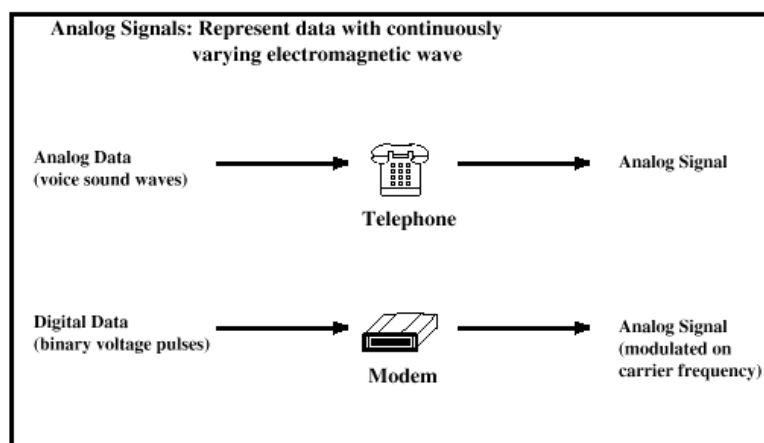 Analog Signals: Represent data with continuously
varying electromagnetic wave
Analog Data
(voice sound waves)
Telephone
Analog Signal
Digital Data
(binary voltage pulses)
Modem
Analog Signal
(modulated on
carrier frequency)